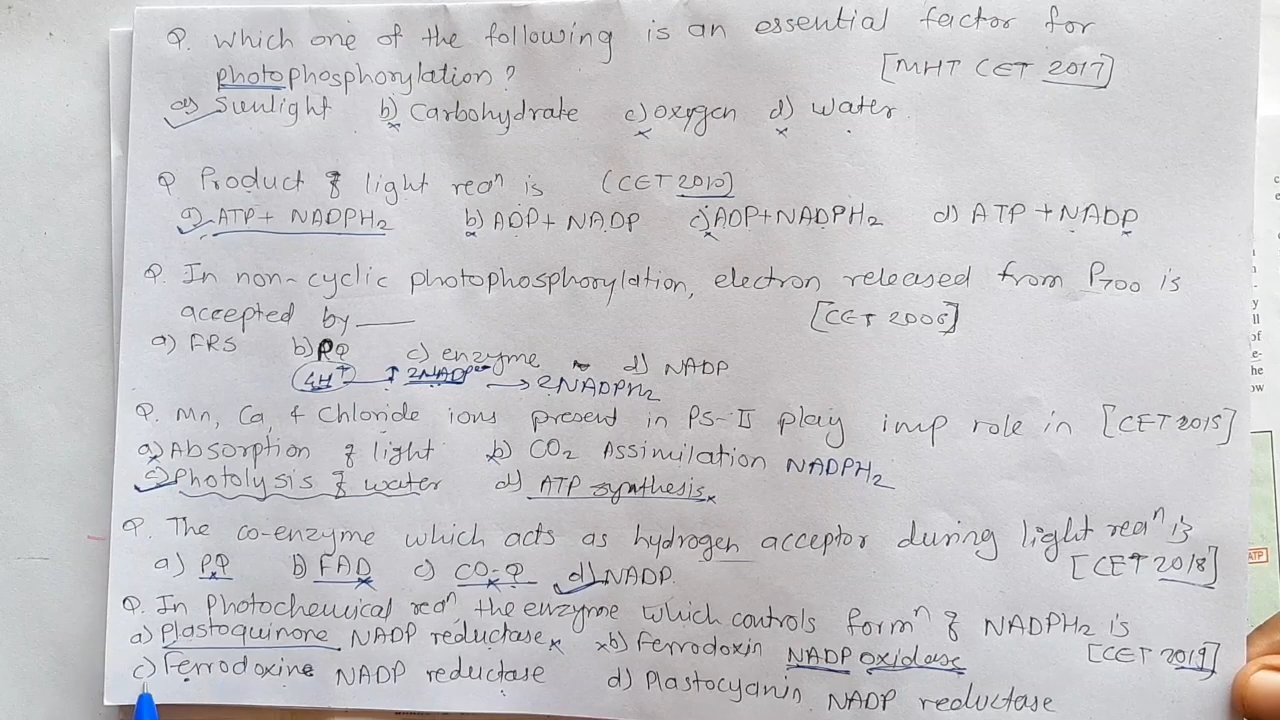 Q. Which one of the following is an essential factor for
photophosphorylation? [MHT CET 2017]
a) Sunlight b) Carbohydrate c) oxygen d) water.
Q Product of light reaⁿ is (CET 2010)
a) ATP + NADPH₂ b) ADP + NADP c) ADP+NADPH₂ d) ATP + NADP
Q. In non-cyclic photophosphorylation, electron released from P₇₀₀ is
accepted by ___ [CET 2006]
a) FRS b) PQ c) enzyme d) NADP
4H⁺ → 2NADP → 2NADPH₂
Q. Mn, Ca, & Chloride ions present in PS-II play imp role in [CET 2015]
a) Absorption of light b) CO₂ Assimilation NADPH₂
c) Photolysis of water d) ATP synthesis
Q. The co-enzyme which acts as hydrogen acceptor during light reaⁿ is
a) PQ b) FAD c) CO-Q d) NADP. [CET 2018]
Q. In Photochemical reaⁿ, the enzyme which controls formⁿ of NADPH₂ is
a) Plastoquinone NADP reductase b) Ferrodoxin NADP oxidase [CET 2019]
c) Ferrodoxine NADP reductase d) Plastocyanin NADP reductase
y
ll
of
e-
he
ow
ATP